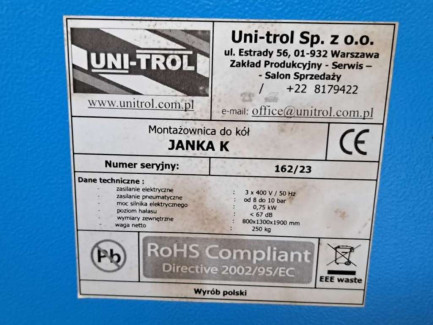 UNI-TROL
www.unitrol.com.pl
Uni-trol Sp. z o.o.
ul. Estrady 56, 01-932 Warszawa
Zakład Produkcyjny - Serwis –
- Salon Sprzedaży
/ +22 8179422
e-mail: office@unitrol.com.pl
Montażownica do kół
JANKA K
CE
Numer seryjny: 162/23
Dane techniczne :
zasilanie elektryczne : 3 x 400 V / 50 Hz
zasilanie pneumatyczne : od 8 do 10 bar
moc silnika elektrycznego : 0,75 kW
poziom hałasu : < 67 dB
wymiary zewnętrzne : 800x1300x1900 mm
waga netto : 250 kg
Pb
RoHS Compliant
Directive 2002/95/EC
EEE waste
Wyrób polski